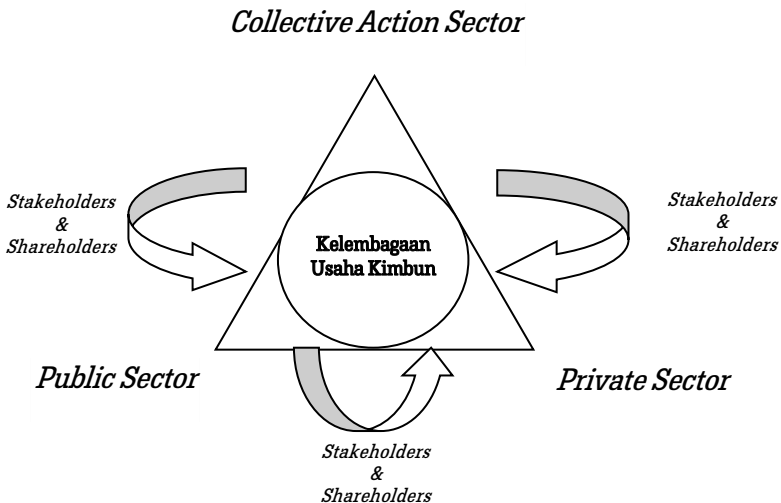 Collective Action Sector
Stakeholders
&
Shareholders
Stakeholders
&
Shareholders
Kelembagaan
Usaha Kimbun
Public Sector
Private Sector
Stakeholders
&
Shareholders